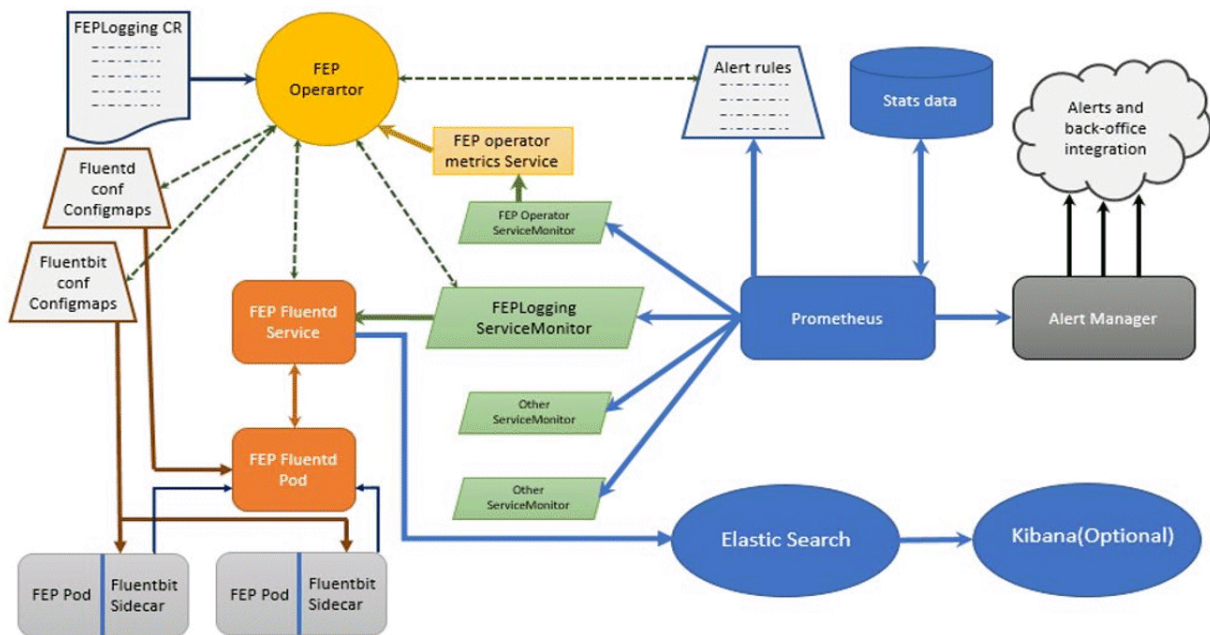 FEPLogging CR
FEP
Operartor
Alert rules
Stats data
Alerts and
back-office
integration
FEP operator
metrics Service
Fluentd
conf
Configmaps
FEP Operator
ServiceMonitor
Fluentbit
conf
Configmaps
FEP Fluentd
Service
FEPLogging
ServiceMonitor
Prometheus
Alert Manager
Other
ServiceMonitor
FEP Fluentd
Pod
Other
ServiceMonitor
Elastic Search
Kibana(Optional)
FEP Pod
Fluentbit
Sidecar
FEP Pod
Fluentbit
Sidecar